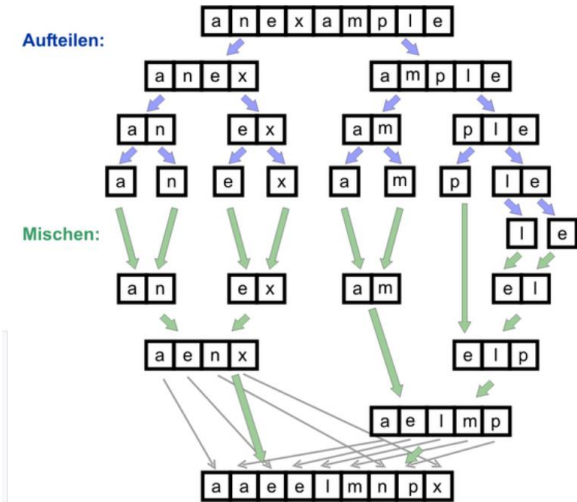 a n e x a m p l e
Aufteilen:
a n e x a m p l e
a n e x a m p l e
a n e x a m p l e
Mischen:
l e
a n e x a m e l
a e n x e l p
a e l m p
a a e e l m n p x